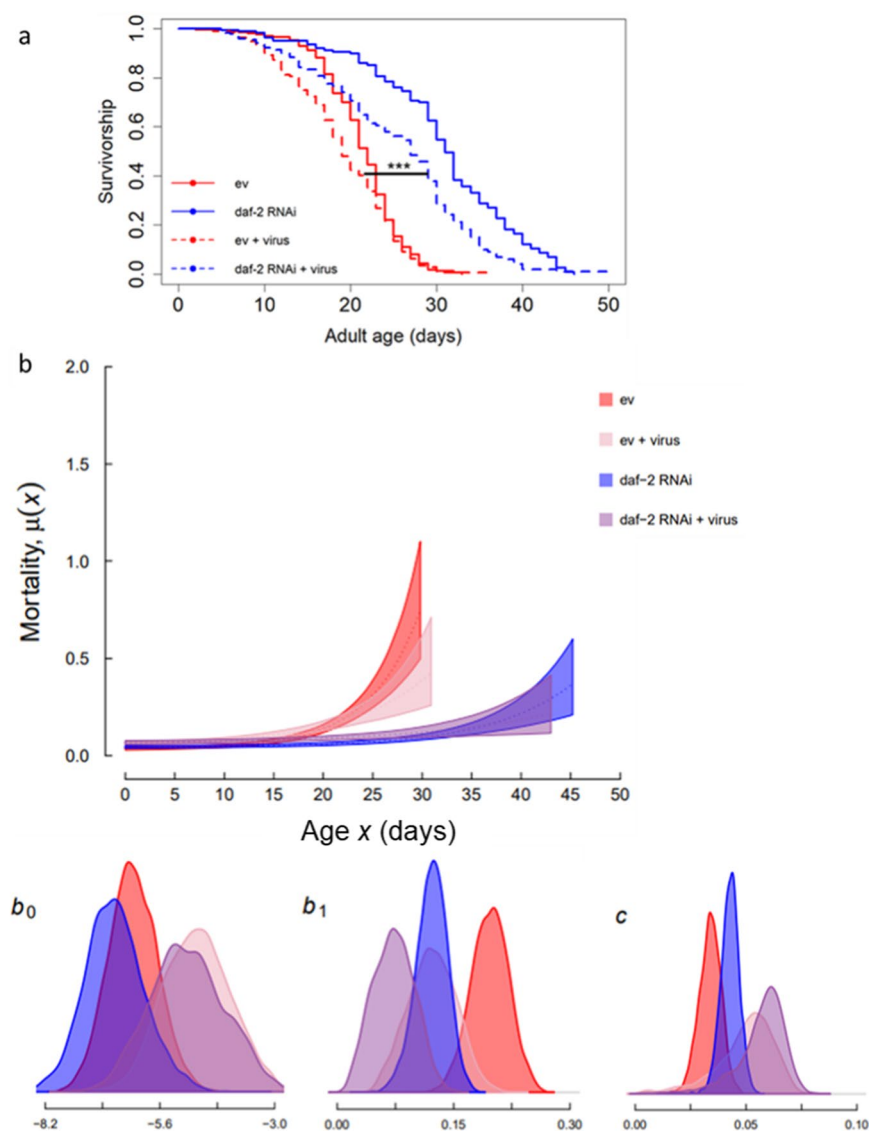 a
Survivorship
0.0 0.2 0.4 0.6 0.8 1.0
***
ev
daf-2 RNAi
ev + virus
daf-2 RNAi + virus
0 10 20 30 40 50
Adult age (days)
b
Mortality, μ(x)
2.0
1.5
1.0
0.5
0.0
ev
ev + virus
daf−2 RNAi
daf−2 RNAi + virus
0 5 10 15 20 25 30 35 40 45 50
Age x (days)
b0
b1
c
−8.2 −5.6 −3.0
0.00 0.15 0.30
0.00 0.05 0.10